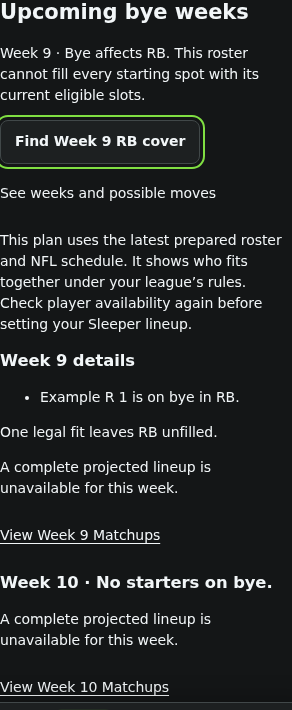 Upcoming bye weeks
Week 9 · Bye affects RB. This roster
cannot fill every starting spot with its
current eligible slots.
Find Week 9 RB cover
See weeks and possible moves
This plan uses the latest prepared roster
and NFL schedule. It shows who fits
together under your league’s rules.
Check player availability again before
setting your Sleeper lineup.
Week 9 details
• Example R 1 is on bye in RB.
One legal fit leaves RB unfilled.
A complete projected lineup is
unavailable for this week.
View Week 9 Matchups
Week 10 · No starters on bye.
A complete projected lineup is
unavailable for this week.
View Week 10 Matchups